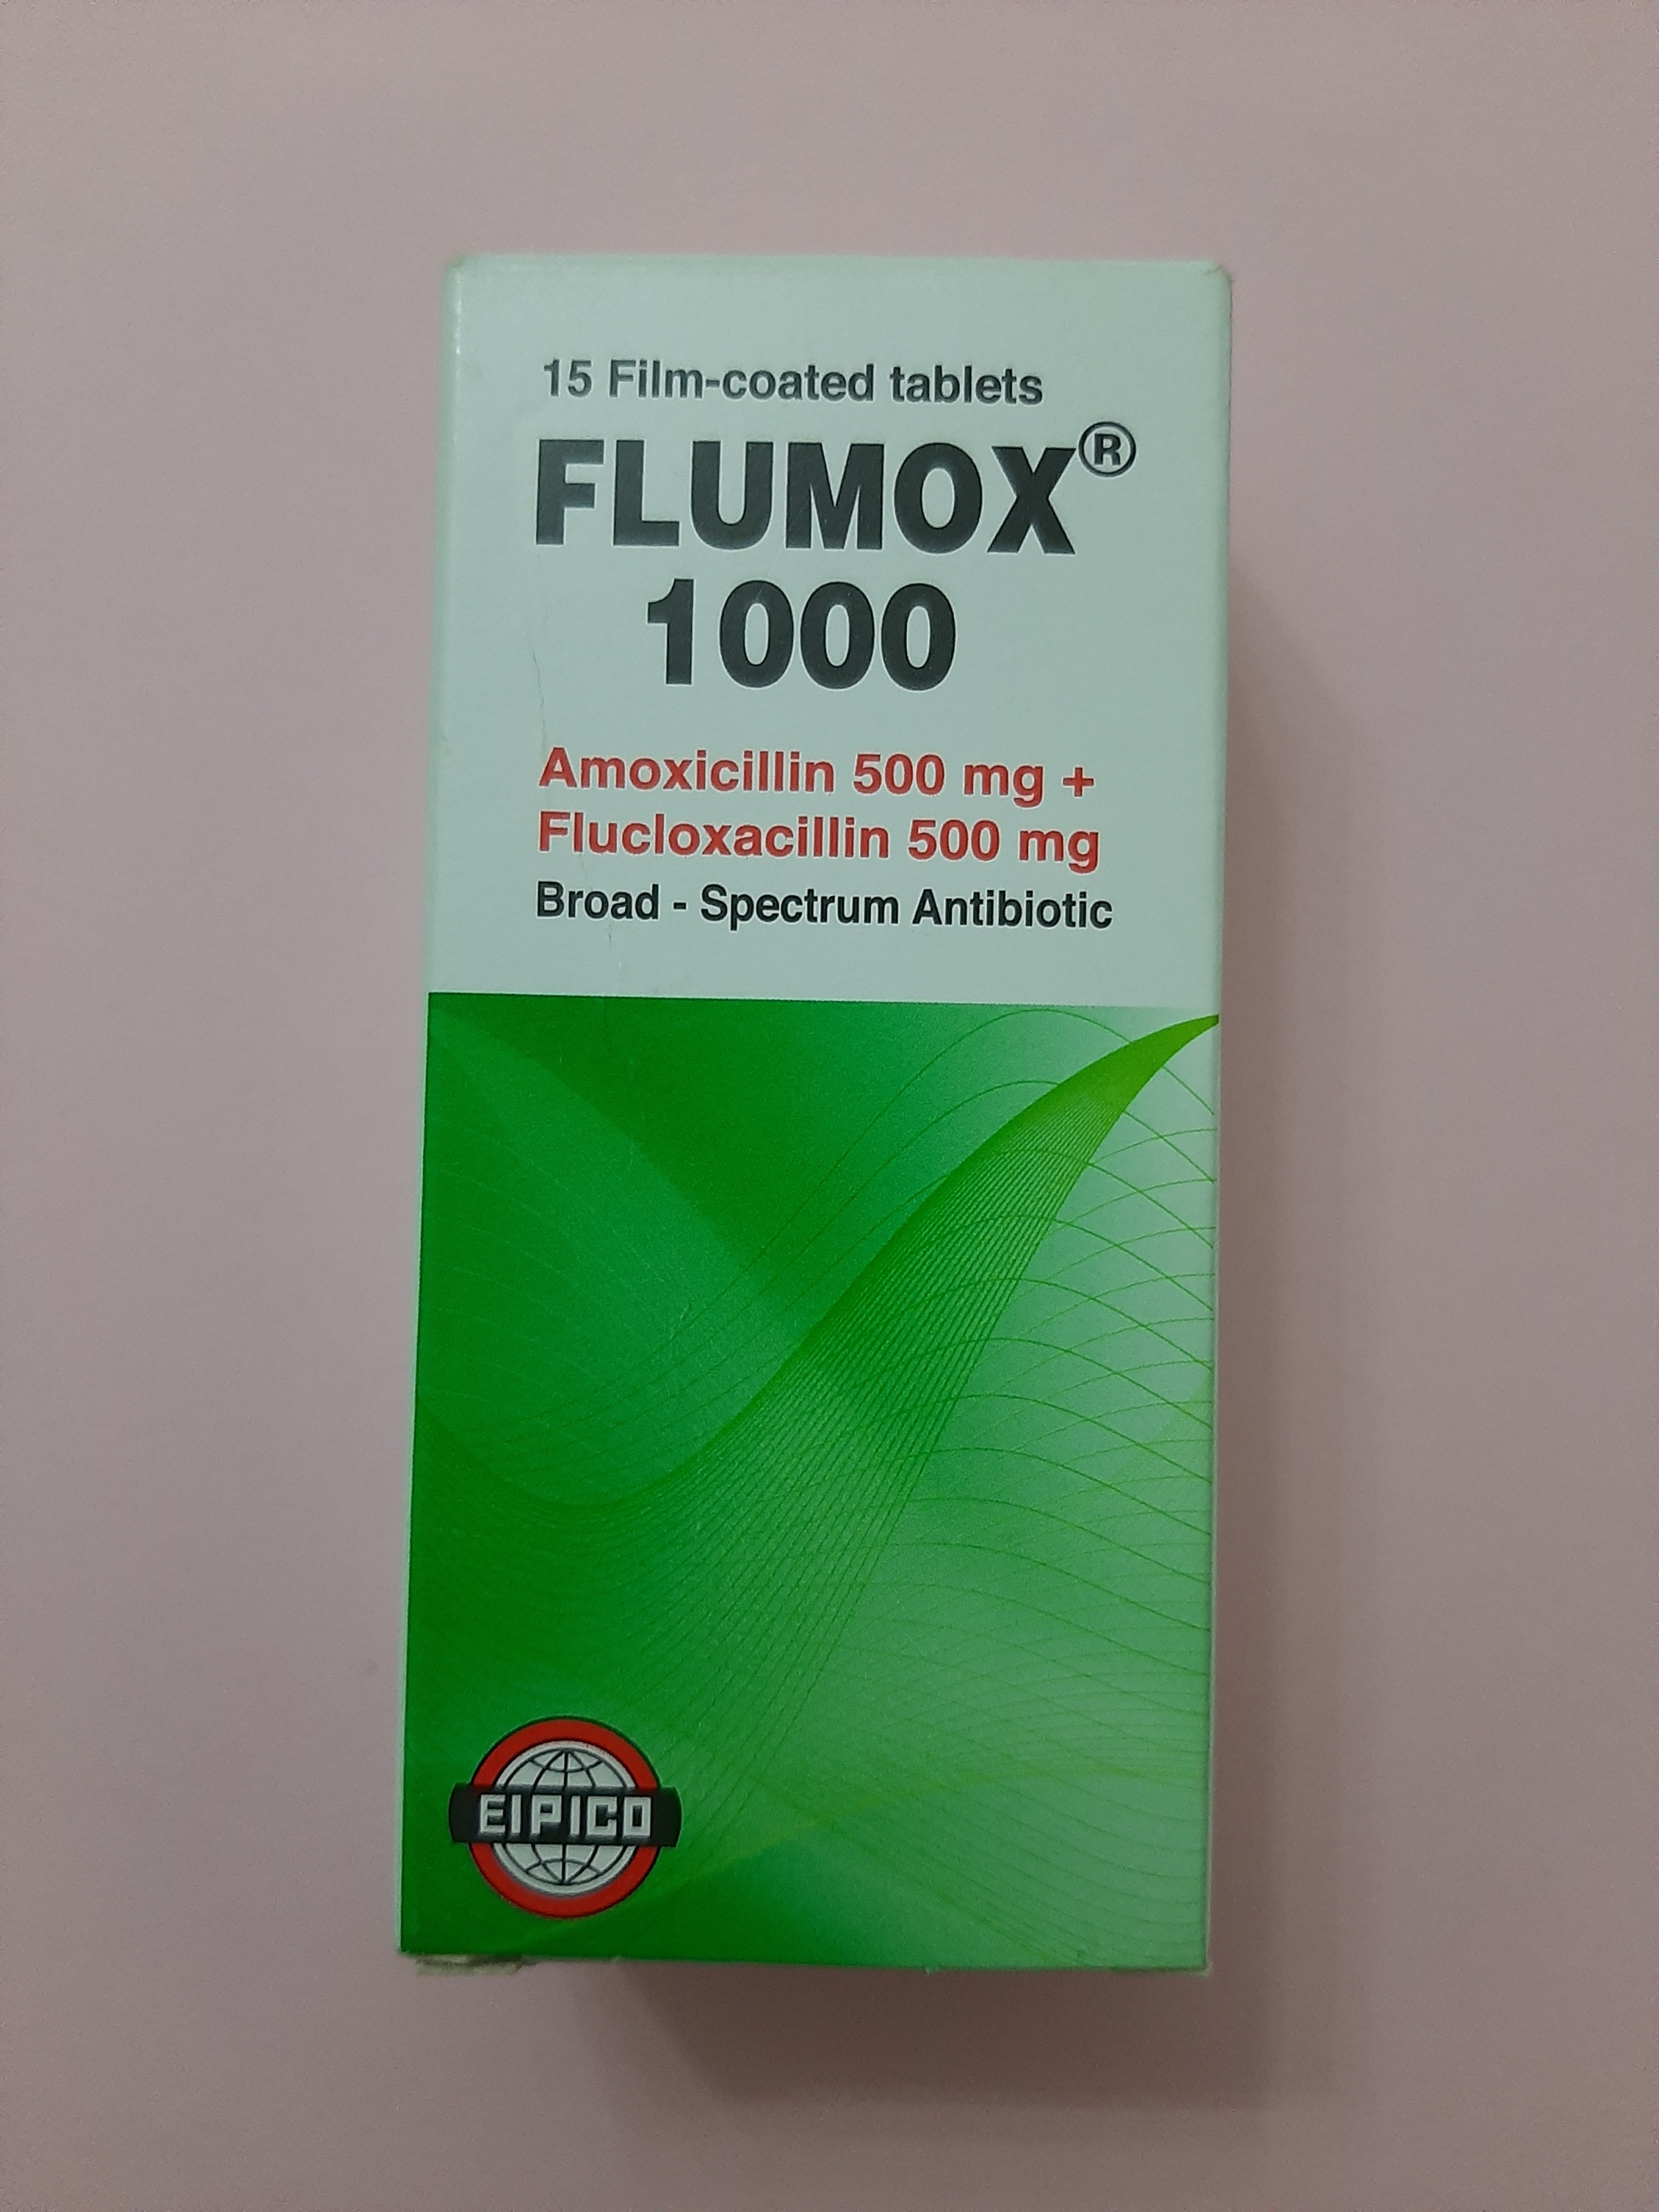 15 Film-coated tablets
FLUMOX®
1000
Amoxicillin 500 mg +
Flucloxacillin 500 mg
Broad - Spectrum Antibiotic
EIPICO